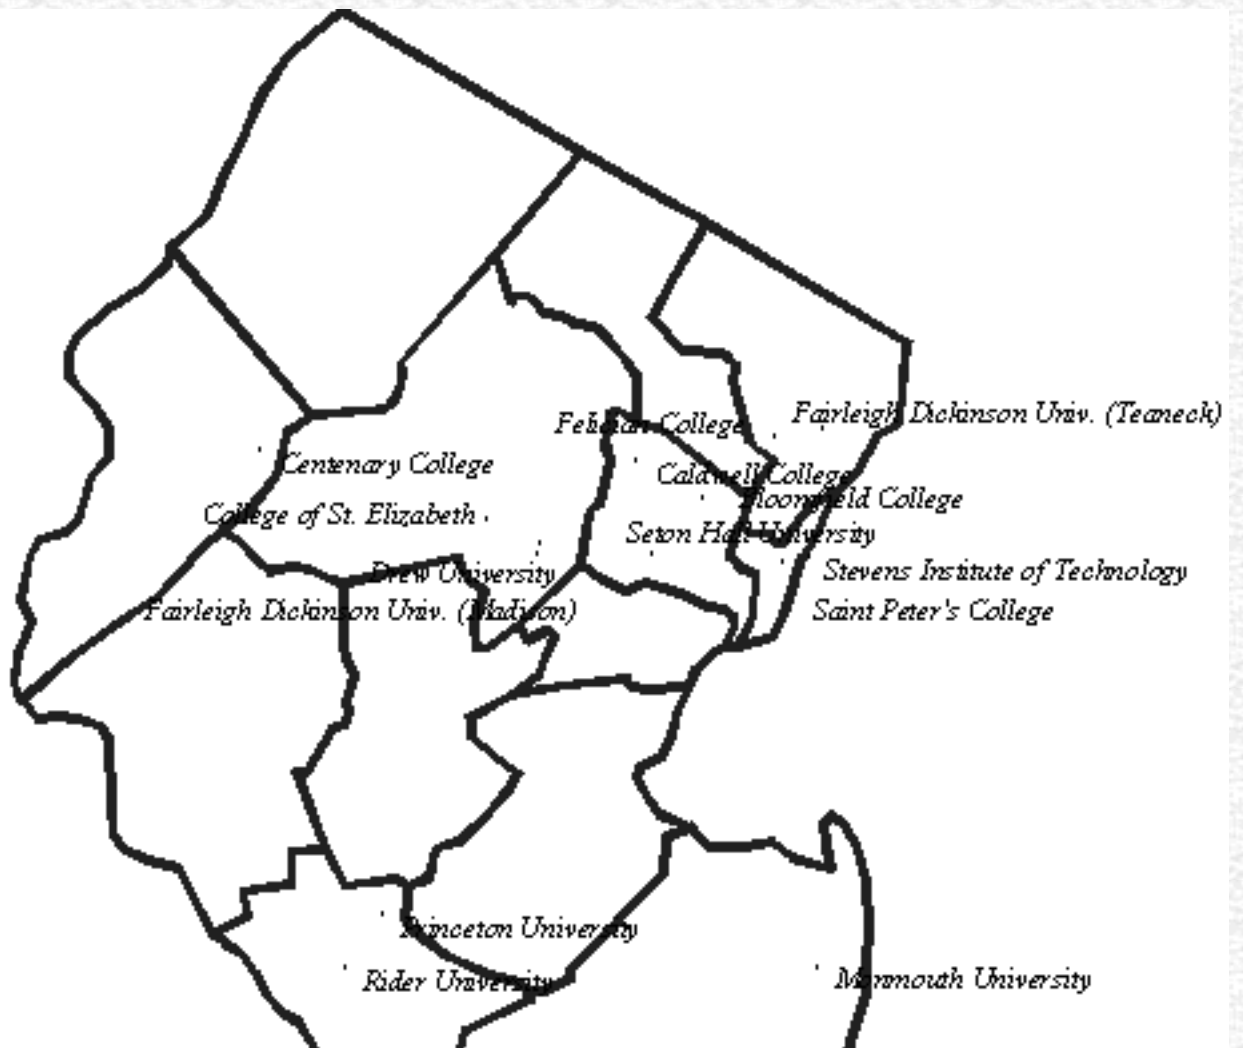 Fairleigh Dickinson Univ. (Teaneck)
Felician College
Centenary College
Caldwell College
Bloomfield College
College of St. Elizabeth
Seton Hall University
Drew University
Stevens Institute of Technology
Fairleigh Dickinson Univ. (Madison)
Saint Peter's College
Princeton University
Rider University
Monmouth University